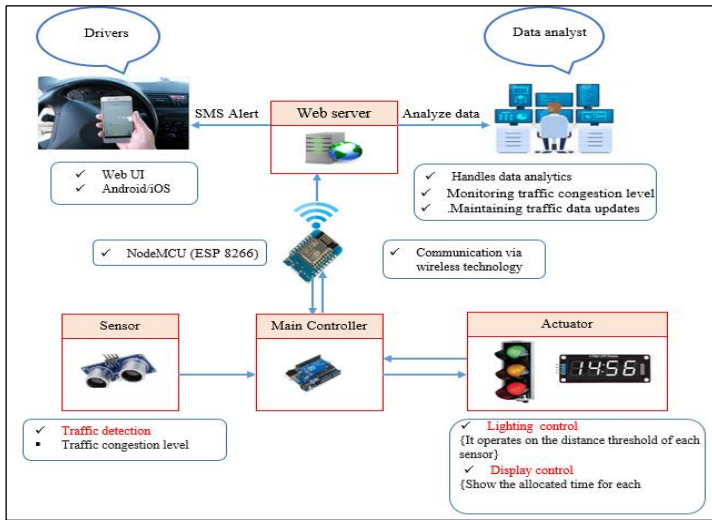 Drivers
Data analyst
SMS Alert
Web server
Analyze data
✓ Web UI
✓ Android/iOS
✓ Handles data analytics
✓ Monitoring traffic congestion level
✓ .Maintaining traffic data updates
✓ NodeMCU (ESP 8266)
✓ Communication via
wireless technology
Sensor
Main Controller
Actuator
14:56
✓ Traffic detection
▪ Traffic congestion level
✓ Lighting control
{It operates on the distance threshold of each
sensor}
✓ Display control
{Show the allocated time for each